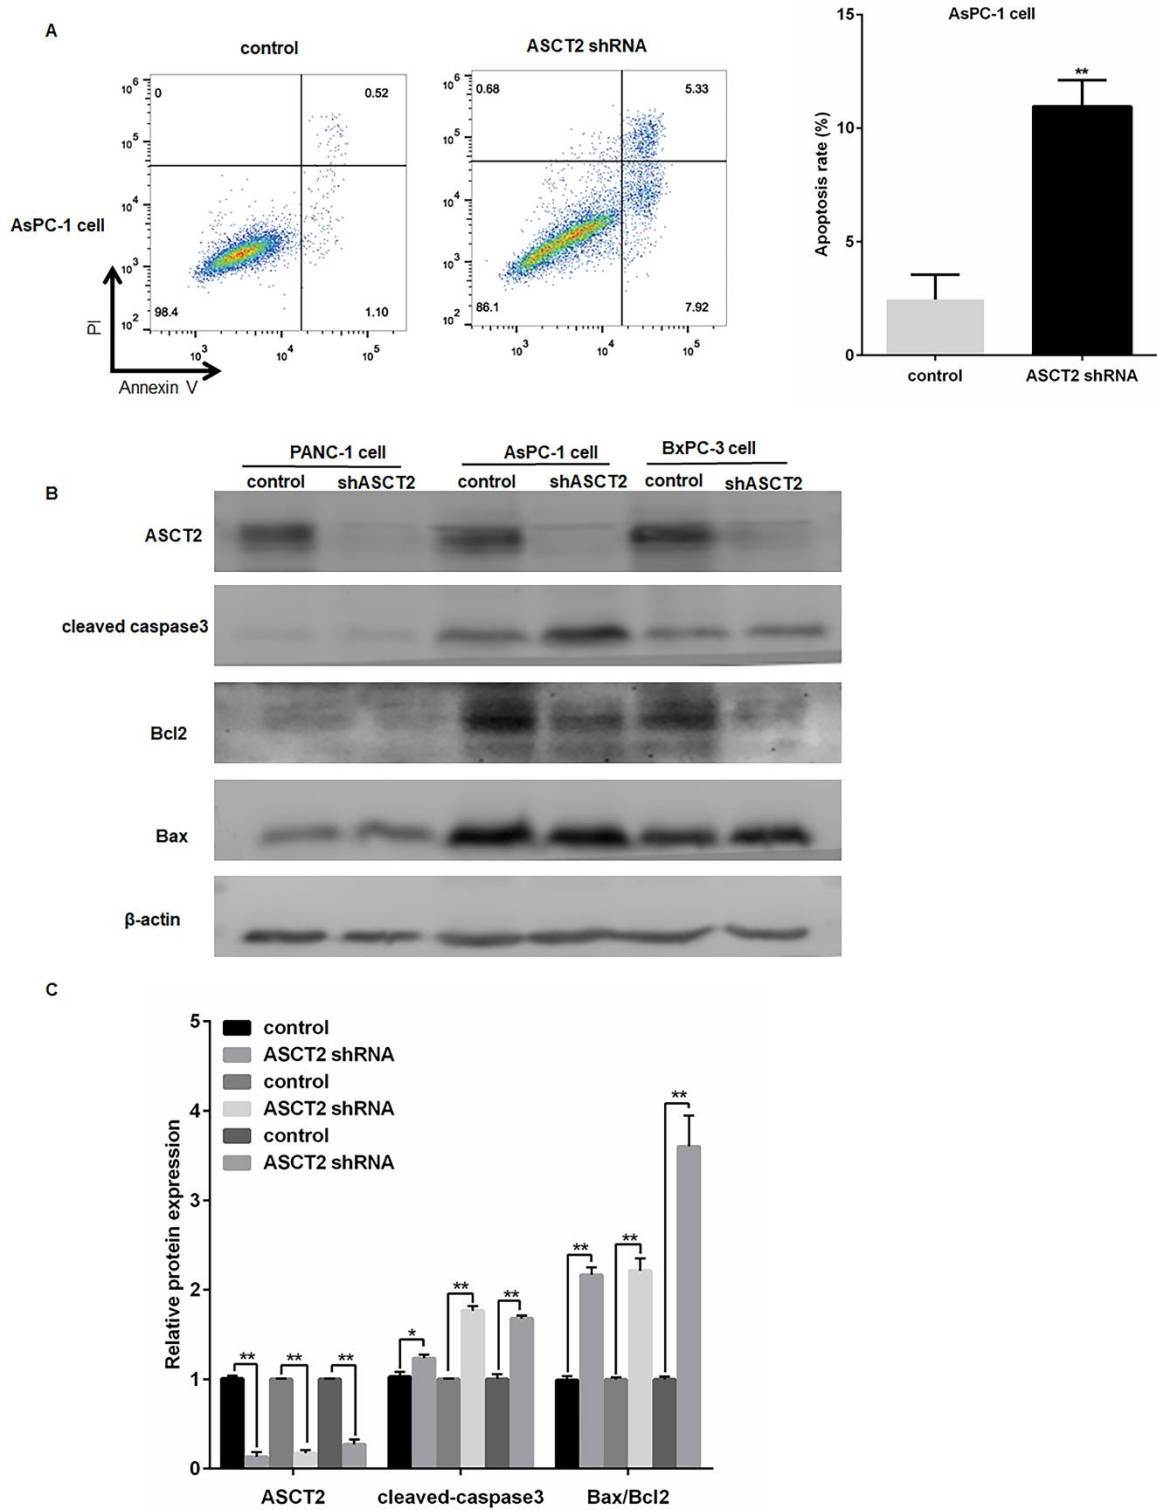 A
control
ASCT2 shRNA
AsPC-1 cell
10^6
10^5
10^4
10^3
10^2
0
0.52
98.4
1.10
10^3
10^4
10^5
10^6
10^5
10^4
10^3
10^2
0.68
5.33
86.1
7.92
10^3
10^4
10^5
AsPC-1 cell
PI
Annexin V
15
10
5
0
Apoptosis rate (%)
**
control
ASCT2 shRNA
B
PANC-1 cell
AsPC-1 cell
BxPC-3 cell
control
shASCT2
control
shASCT2
control
shASCT2
ASCT2
cleaved caspase3
Bcl2
Bax
β-actin
C
control
ASCT2 shRNA
control
ASCT2 shRNA
control
ASCT2 shRNA
Relative protein expression
5
4
3
2
1
0
**
**
**
*
**
**
**
**
**
ASCT2
cleaved-caspase3
Bax/Bcl2